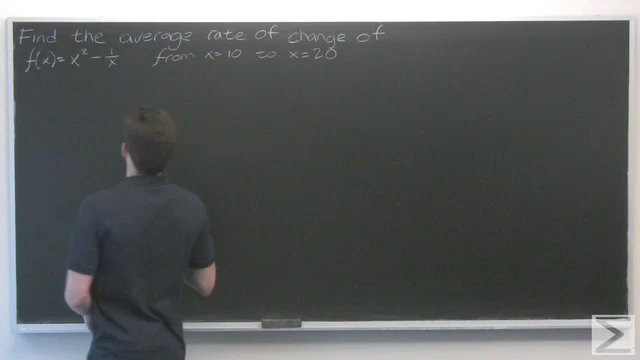 Find the average rate of change of
f(x) = x² - 1/x from x = 10 to x = 20